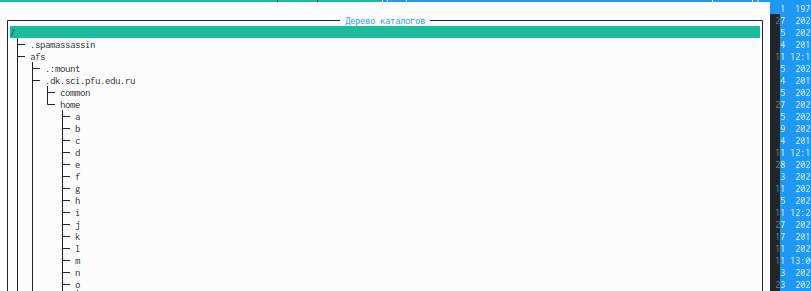 Дерево каталогов
/
.spamassassin
afs
.:mount
.dk.sci.pfu.edu.ru
common
home
a
b
c
d
e
f
g
h
i
j
k
l
m
n
o
1 197
27 202
5 202
4 201
11 12:1
5 202
4 201
5 202
27 202
5 202
9 202
4 201
11 12:1
28 202
3 202
11 202
5 202
11 12:2
27 202
17 201
11 202
11 13:0
3 202
23 202